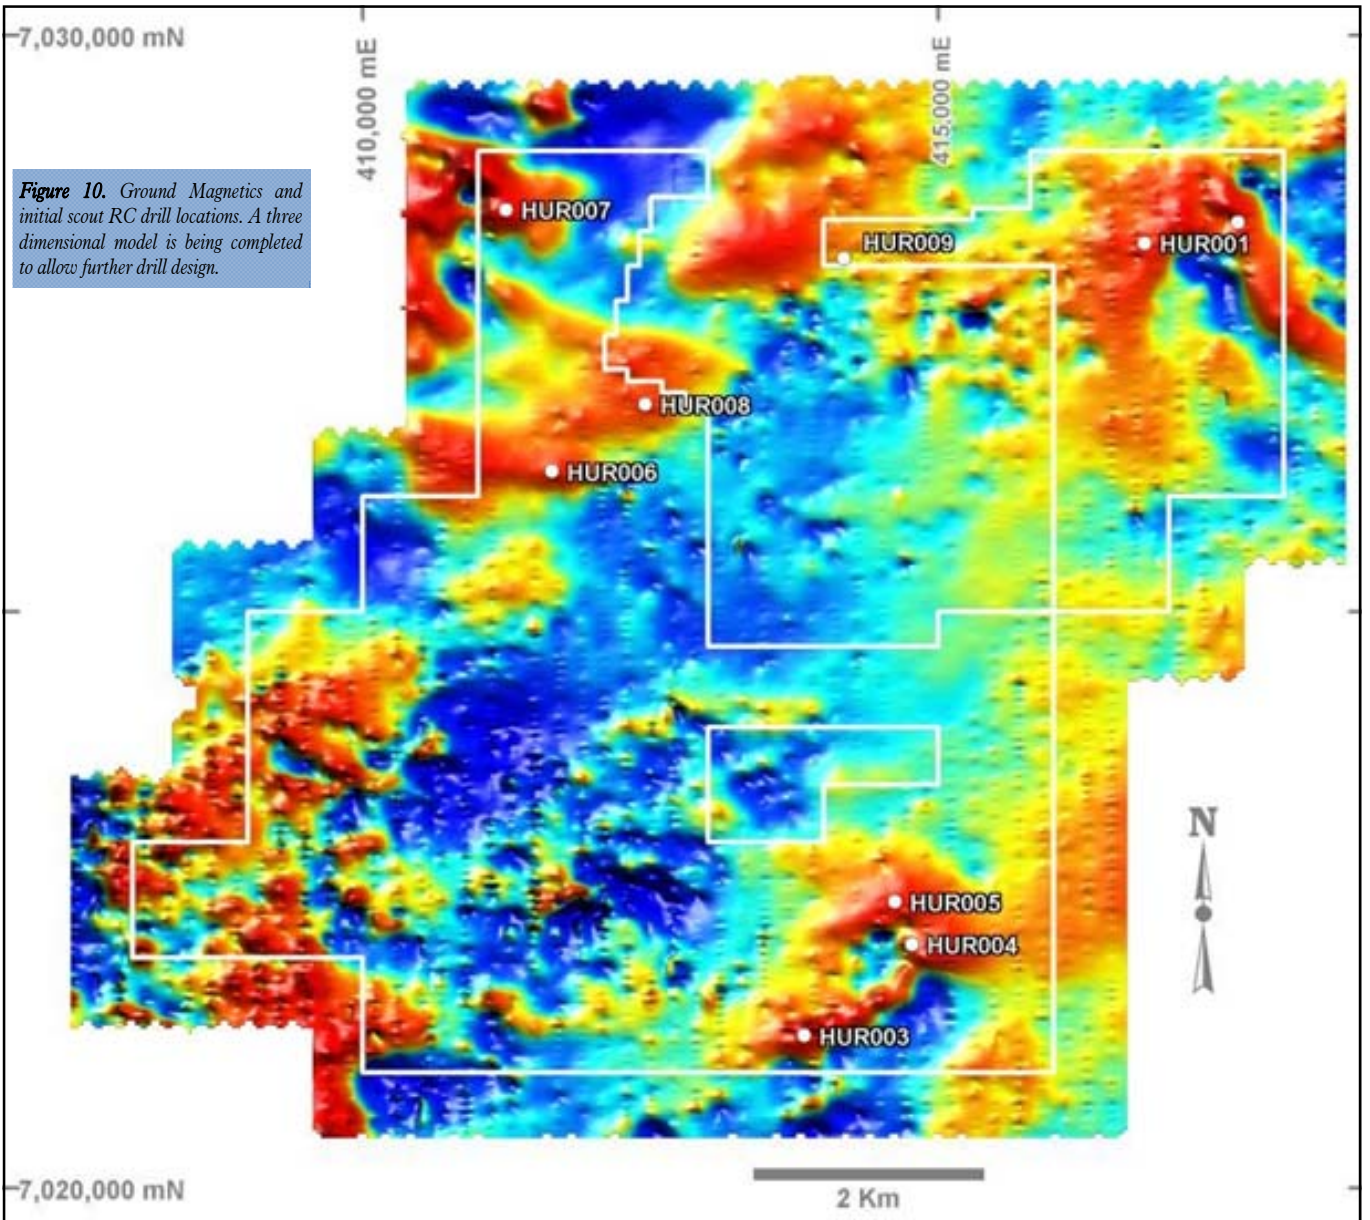 7,030,000 mN
410,000 mE
415,000 mE
Figure 10. Ground Magnetics and
initial scout RC drill locations. A three
dimensional model is being completed
to allow further drill design.
HUR007
HUR009
HUR001
HUR008
HUR006
N
HUR005
HUR004
HUR003
7,020,000 mN
2 Km